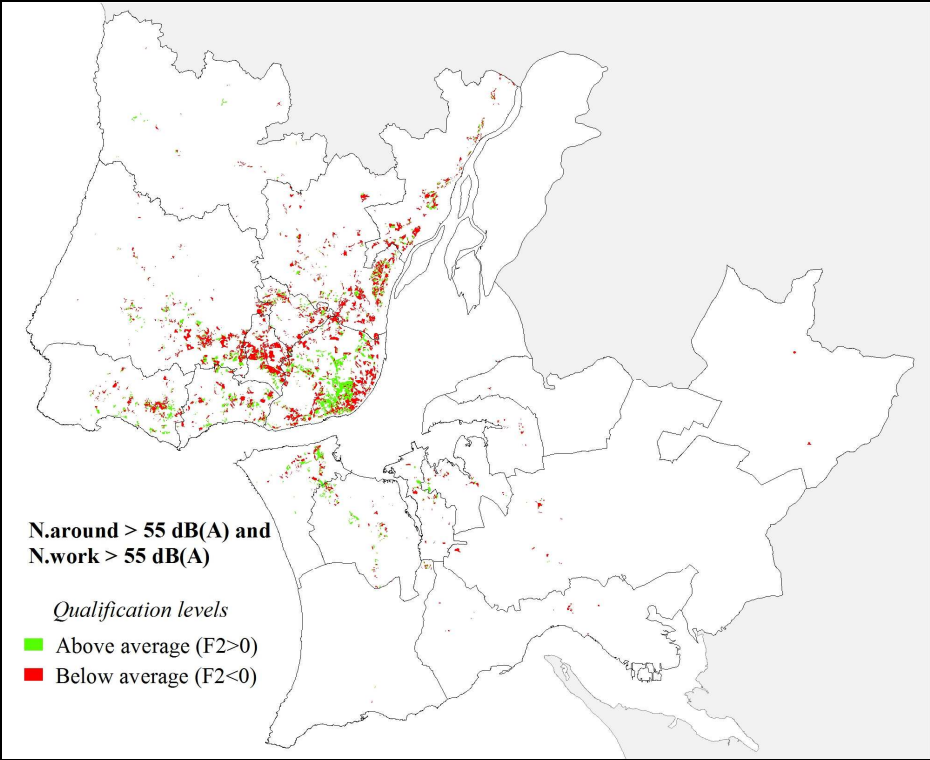 N.around > 55 dB(A) and
N.work > 55 dB(A)
Qualification levels
Above average (F2>0)
Below average (F2<0)